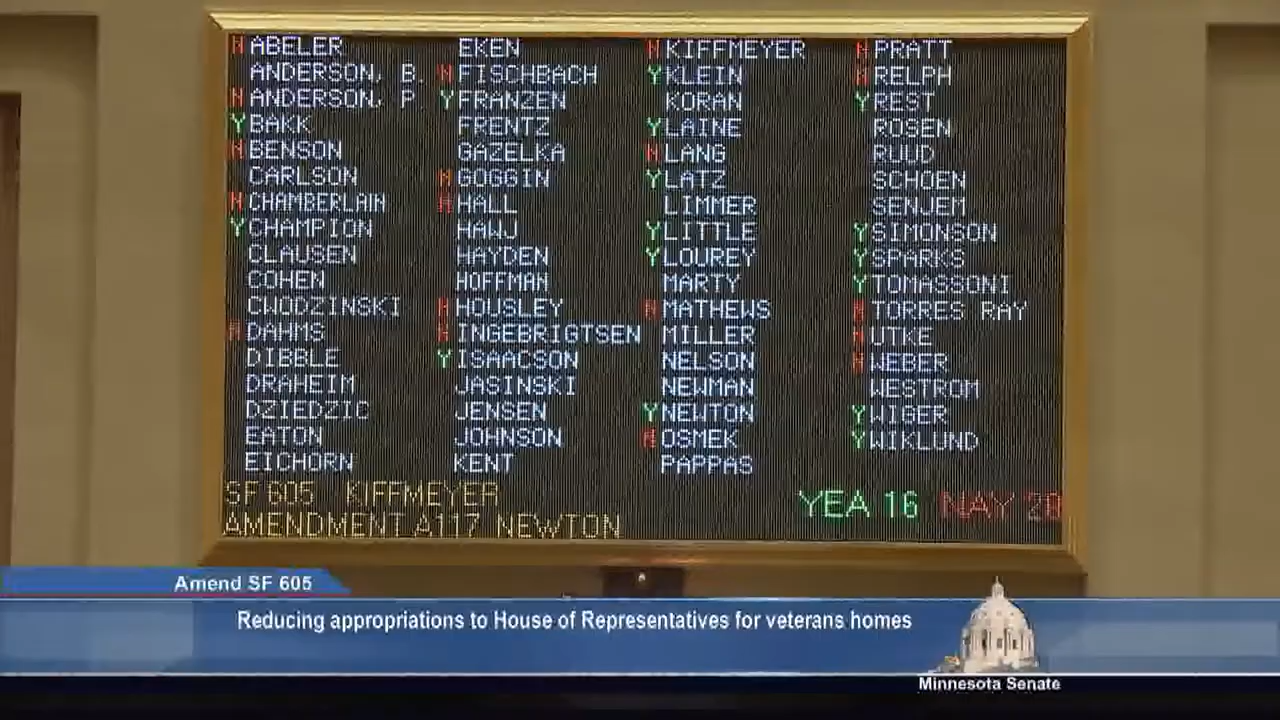 N ABELER EKEN N KIFFMEYER N PRATT
ANDERSON, B. N FISCHBACH Y KLEIN N RELPH
N ANDERSON, P. Y FRANZEN KORAN Y REST
Y BAKK FRENTZ Y LAINE ROSEN
N BENSON GAZELKA N LANG RUUD
CARLSON N GOGGIN Y LATZ SCHOEN
N CHAMBERLAIN N HALL LIMMER SENJEM
Y CHAMPION HAWJ Y LITTLE Y SIMONSON
CLAUSEN HAYDEN Y LOUREY Y SPARKS
COHEN HOFFMAN MARTY Y TOMASSONI
CWODZINSKI N HOUSLEY N MATHEWS N TORRES RAY
N DAHMS N INGEBRIGTSEN MILLER N UTKE
DIBBLE Y ISAACSON NELSON N WEBER
DRAHEIM JASINSKI NEWMAN WESTROM
DZIEDZIC JENSEN Y NEWTON Y WIGER
EATON JOHNSON N OSMEK Y WIKLUND
EICHORN KENT PAPPAS
SF 605 KIFFMEYER
AMENDMENT A117 NEWTON
YEA 16 NAY
Amend SF 605
Reducing appropriations to House of Representatives for veterans homes
Minnesota Senate